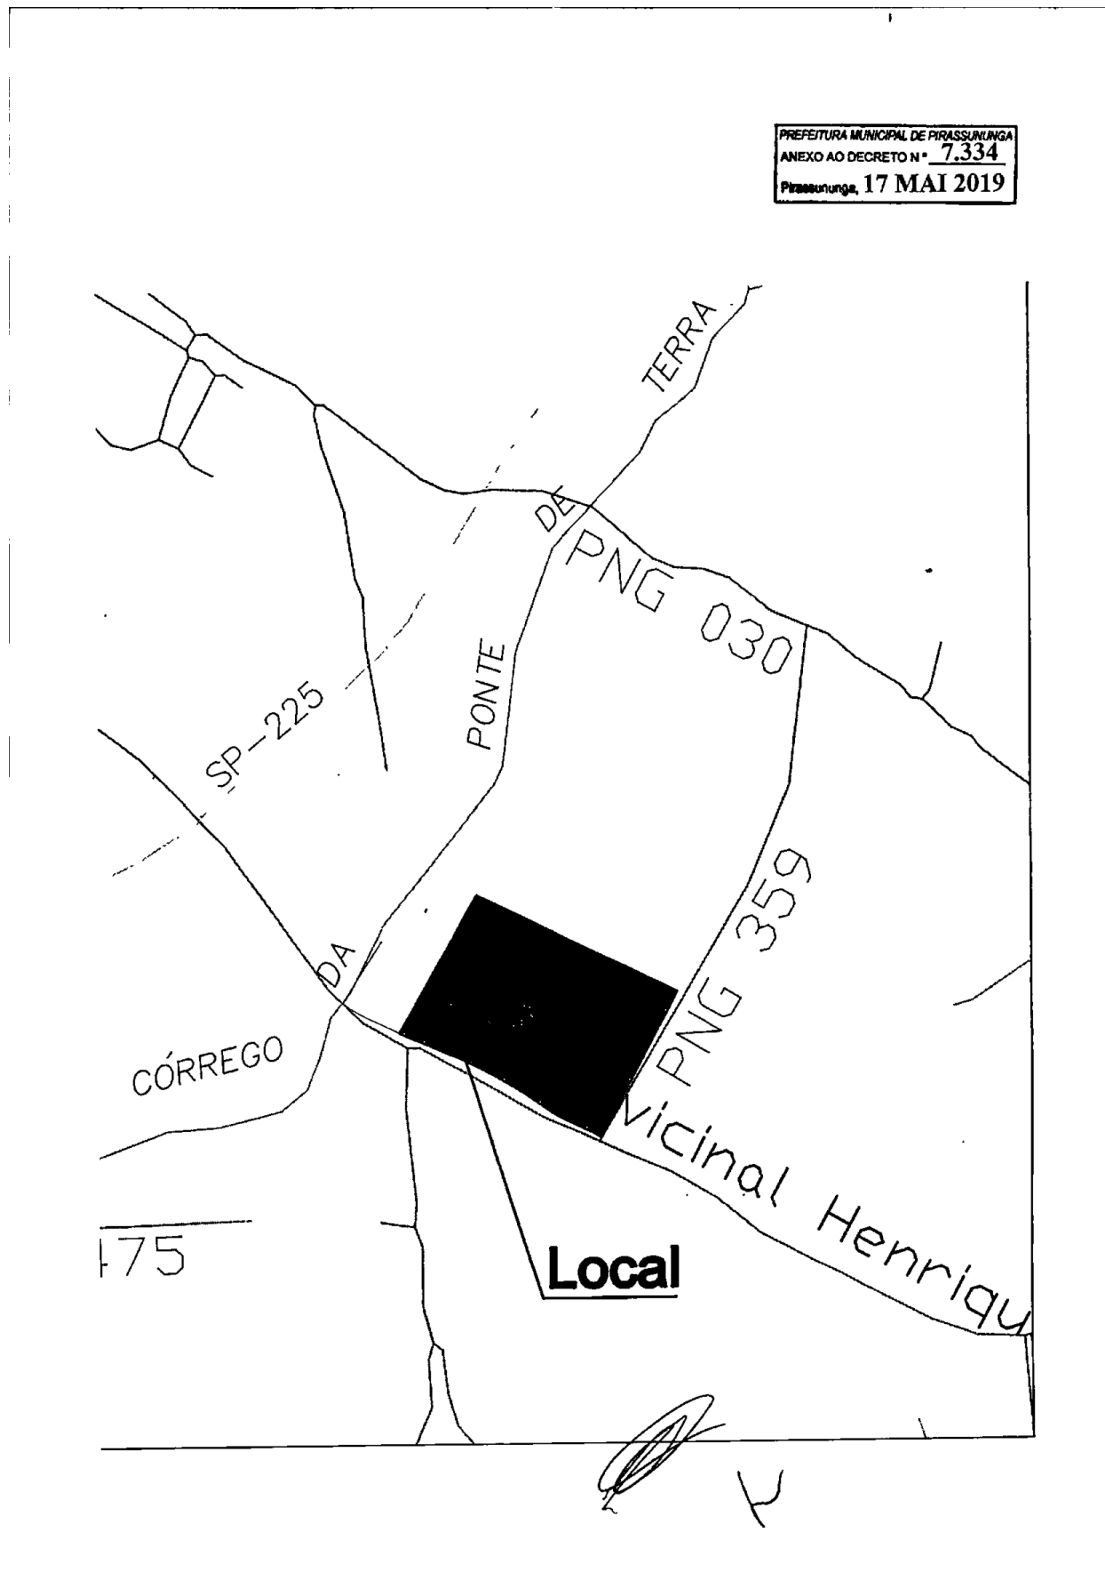 PREFEITURA MUNICIPAL DE PIRASSUNUNGA
ANEXO AO DECRETO Nº 7.334
Pirassununga, 17 MAI 2019
TERRA
DE
PNG 030
PONTE
SP-225
PNG 359
DA
CÓRREGO
Vicinal Henriqu
475
Local